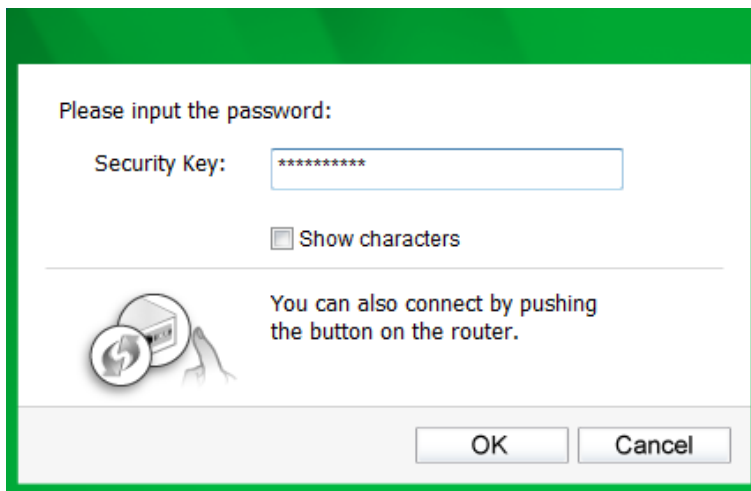 Please input the password:
Security Key: **********
Show characters
You can also connect by pushing
the button on the router.
OK Cancel